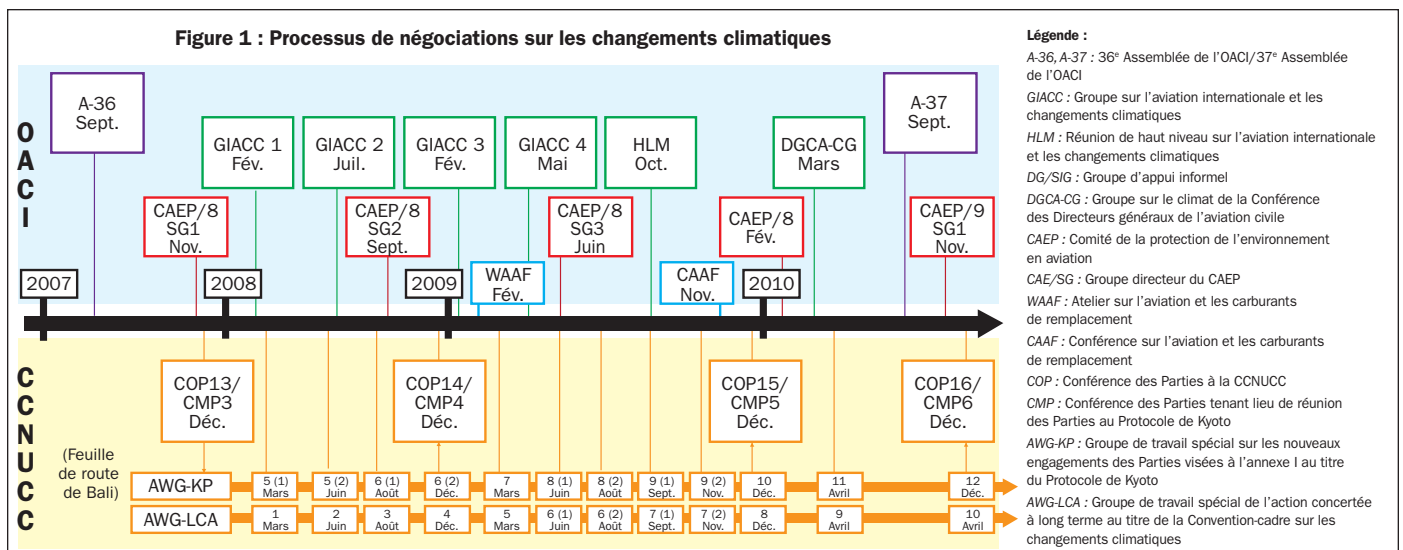 Figure 1 : Processus de négociations sur les changements climatiques
OACI
A-36
Sept.
GIACC 1
Fév.
GIACC 2
Juil.
GIACC 3
Fév.
GIACC 4
Mai
HLM
Oct.
DGCA-CG
Mars
A-37
Sept.
CAEP/8
SG1
Nov.
CAEP/8
SG2
Sept.
CAEP/8
SG3
Juin
CAEP/8
Fév.
CAEP/9
SG1
Nov.
WAAF
Fév.
CAAF
Nov.
2007
2008
2009
2010
CCNUCC
COP13/
CMP3
Déc.
COP14/
CMP4
Déc.
COP15/
CMP5
Déc.
COP16/
CMP6
Déc.
(Feuille
de route
de Bali)
AWG-KP
5 (1)
Mars
5 (2)
Juin
6 (1)
Août
6 (2)
Déc.
7
Mars
8 (1)
Juin
8 (2)
Août
9 (1)
Sept.
9 (2)
Nov.
10
Déc.
11
Avril
12
Déc.
AWG-LCA
1
Mars
2
Juin
3
Août
4
Déc.
5
Mars
6 (1)
Juin
6 (2)
Août
7 (1)
Sept.
7 (2)
Nov.
8
Déc.
9
Avril
10
Avril
Légende :
A-36, A-37 : 36e Assemblée de l'OACI/37e Assemblée
de l'OACI
GIACC : Groupe sur l'aviation internationale et les
changements climatiques
HLM : Réunion de haut niveau sur l'aviation internationale
et les changements climatiques
DG/SIG : Groupe d'appui informel
DGCA-CG : Groupe sur le climat de la Conférence
des Directeurs généraux de l'aviation civile
CAEP : Comité de la protection de l'environnement
en aviation
CAE/SG : Groupe directeur du CAEP
WAAF : Atelier sur l'aviation et les carburants
de remplacement
CAAF : Conférence sur l'aviation et les carburants
de remplacement
COP : Conférence des Parties à la CCNUCC
CMP : Conférence des Parties tenant lieu de réunion
des Parties au Protocole de Kyoto
AWG-KP : Groupe de travail spécial sur les nouveaux
engagements des Parties visées à l'annexe I au titre
du Protocole de Kyoto
AWG-LCA : Groupe de travail spécial de l'action concertée
à long terme au titre de la Convention-cadre sur les
changements climatiques